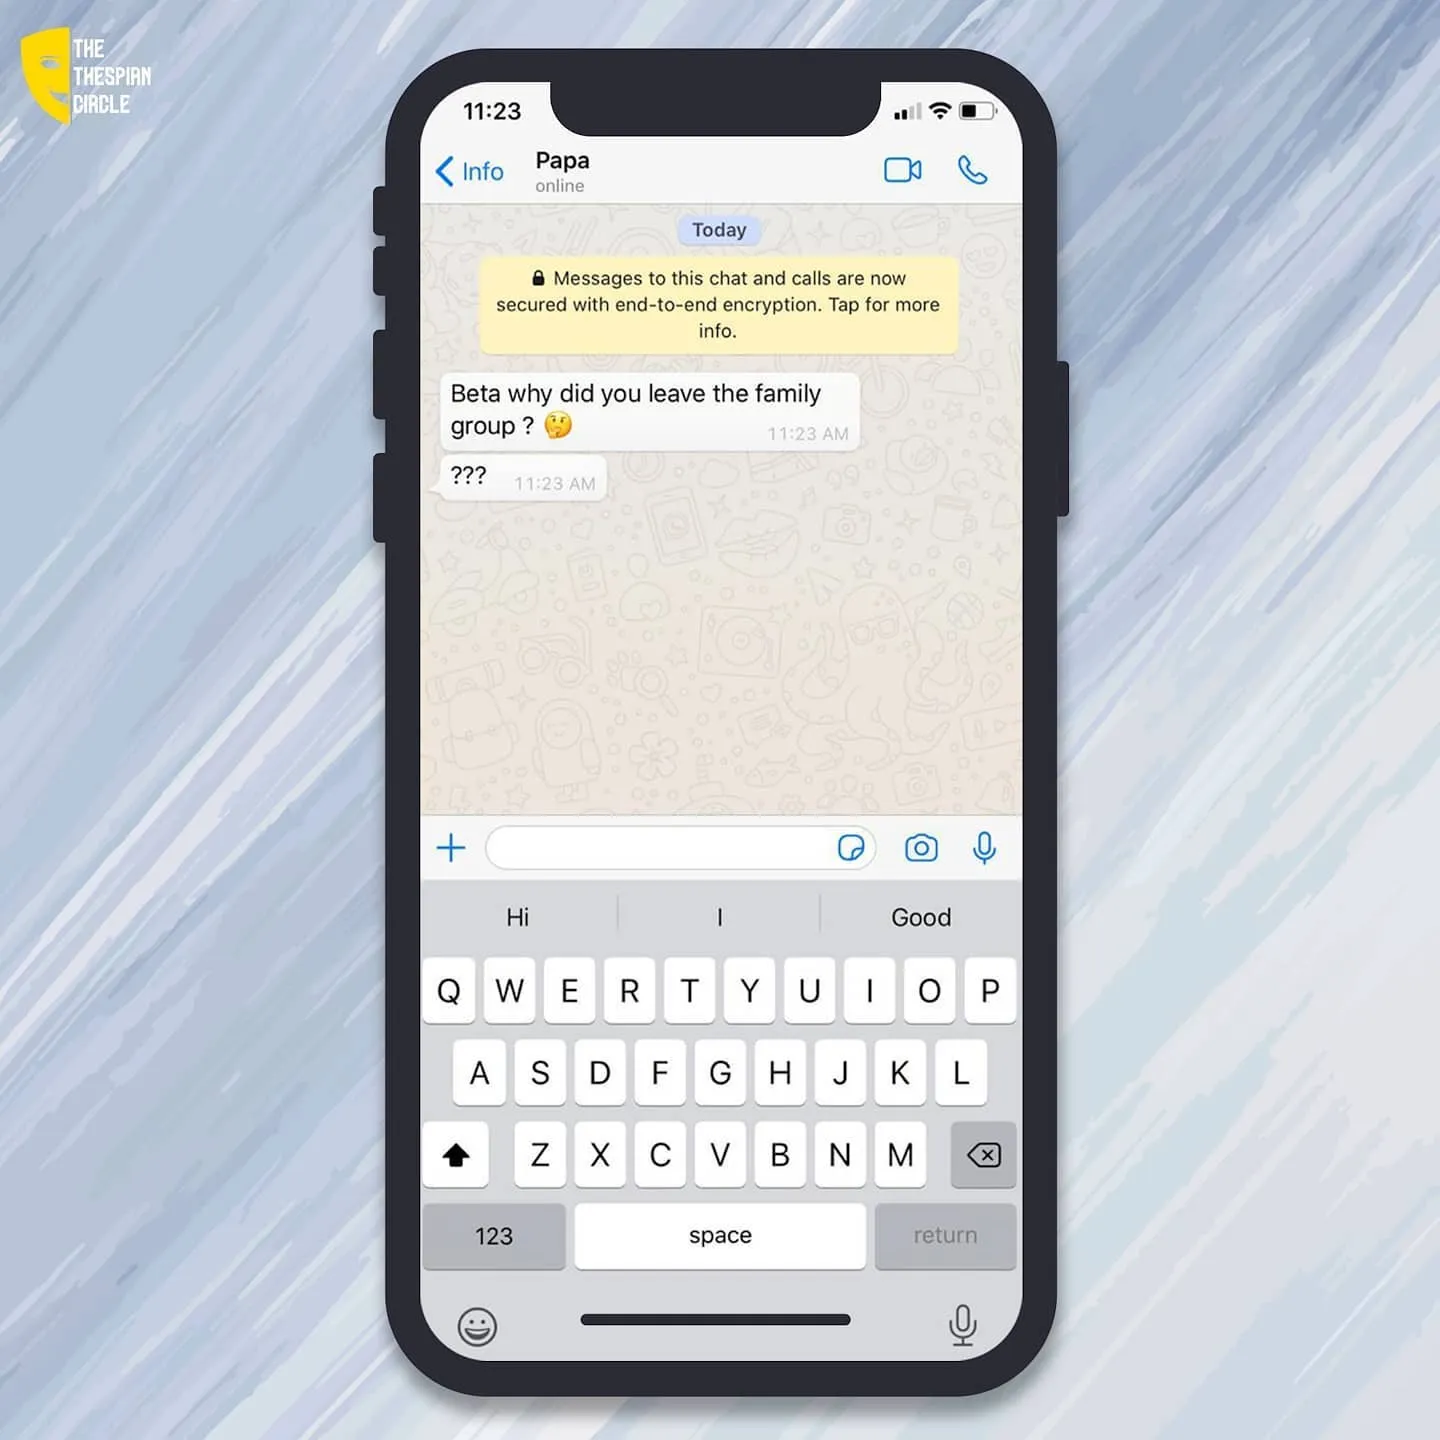 THE
THESPIAN
CIRCLE
11:23
Info
Papa
online
Today
Messages to this chat and calls are now
secured with end-to-end encryption. Tap for more
info.
Beta why did you leave the family
group ? 🤔
11:23 AM
???
11:23 AM
Hi
I
Good
Q W E R T Y U I O P
A S D F G H J K L
Z X C V B N M
123
space
return